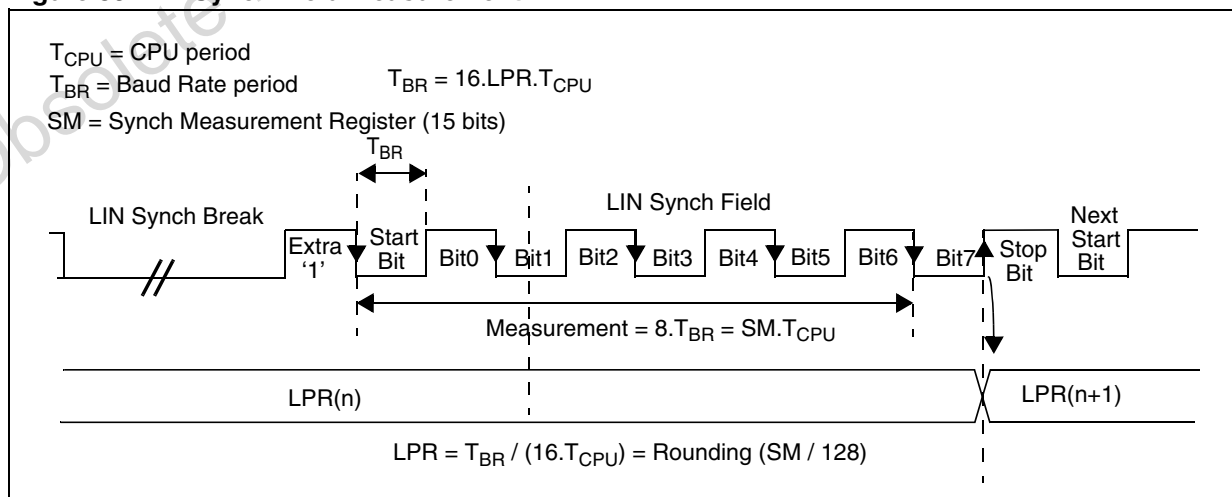 T_CPU = CPU period
T_BR = Baud Rate period T_BR = 16.LPR.T_CPU
SM = Synch Measurement Register (15 bits)
T_BR
LIN Synch Break
LIN Synch Field
Next
Start
Bit
Extra
'1'
Start
Bit
Bit0
Bit1
Bit2
Bit3
Bit4
Bit5
Bit6
Bit7
Stop
Bit
Measurement = 8.T_BR = SM.T_CPU
LPR(n)
LPR(n+1)
LPR = T_BR / (16.T_CPU) = Rounding (SM / 128)